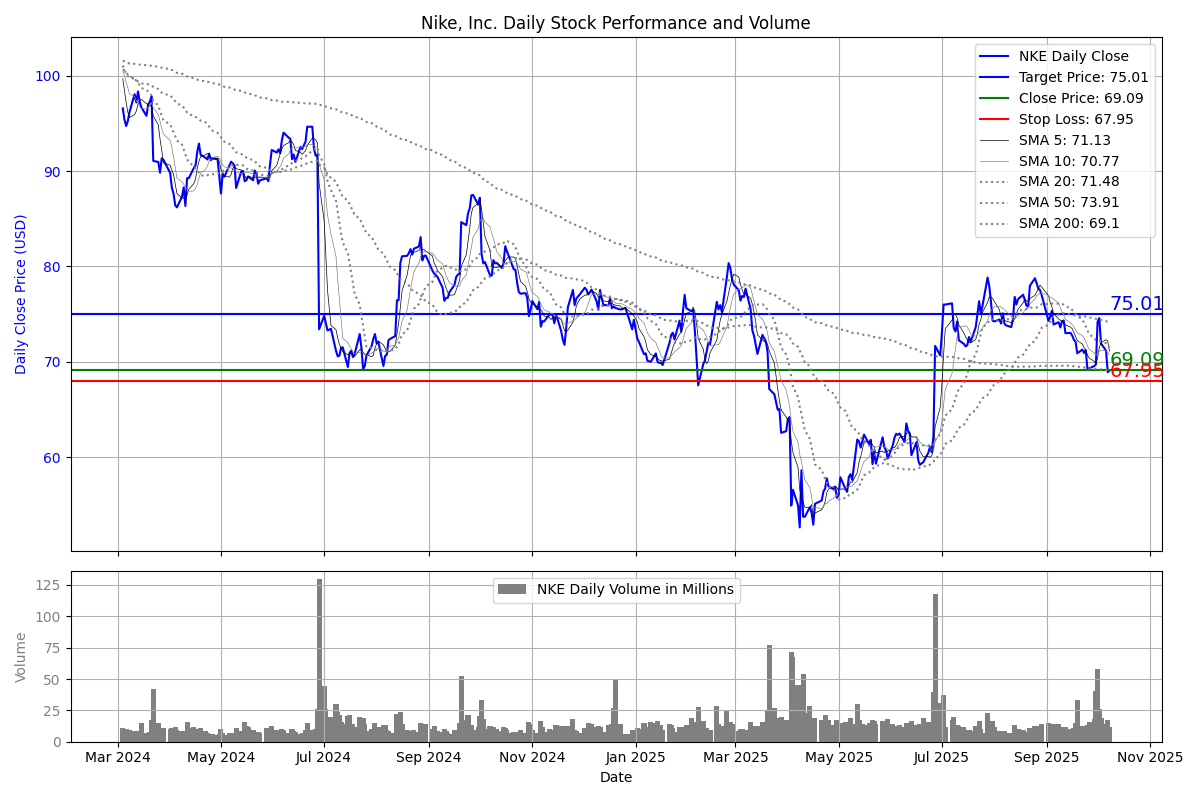 Nike, Inc. Daily Stock Performance and Volume
Daily Close Price (USD)
100
90
80
70
60
NKE Daily Close
Target Price: 75.01
Close Price: 69.09
Stop Loss: 67.95
SMA 5: 71.13
SMA 10: 70.77
SMA 20: 71.48
SMA 50: 73.91
SMA 200: 69.1
75.01
69.09
67.95
Volume
125
100
75
50
25
0
NKE Daily Volume in Millions
Mar 2024 May 2024 Jul 2024 Sep 2024 Nov 2024 Jan 2025 Mar 2025 May 2025 Jul 2025 Sep 2025 Nov 2025
Date